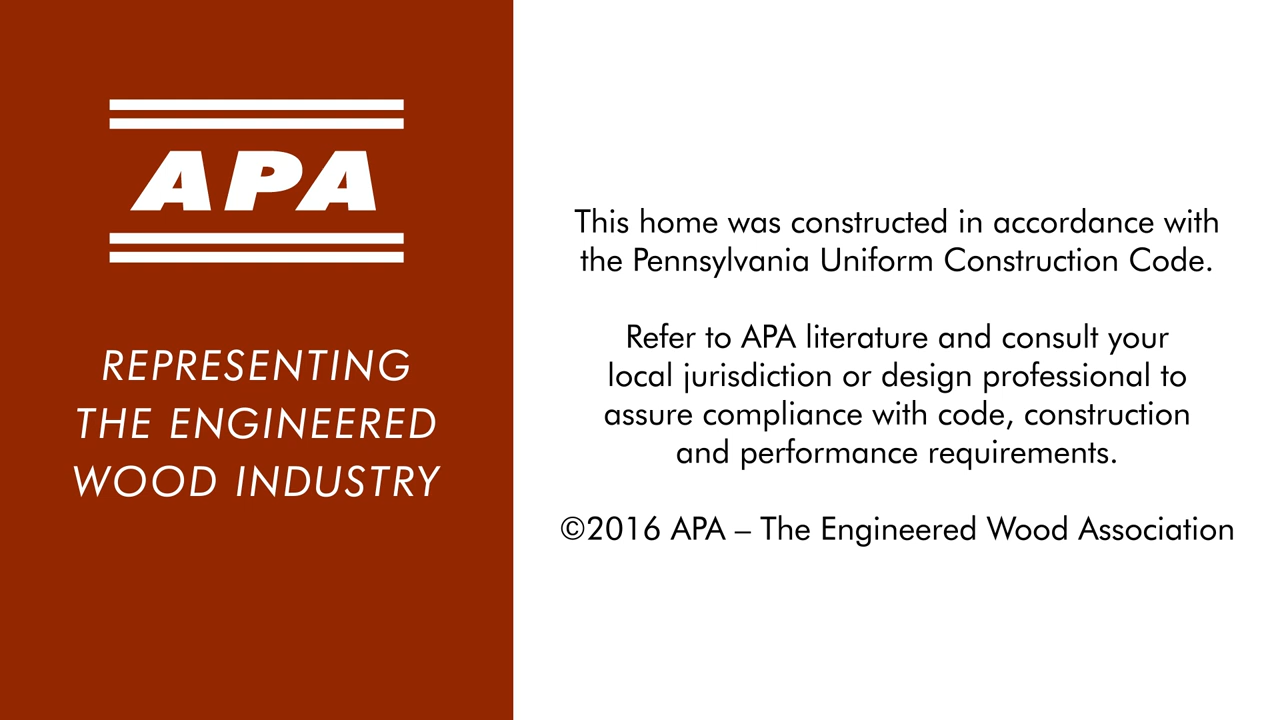 APA
REPRESENTING
THE ENGINEERED
WOOD INDUSTRY
This home was constructed in accordance with
the Pennsylvania Uniform Construction Code.
Refer to APA literature and consult your
local jurisdiction or design professional to
assure compliance with code, construction
and performance requirements.
©2016 APA – The Engineered Wood Association